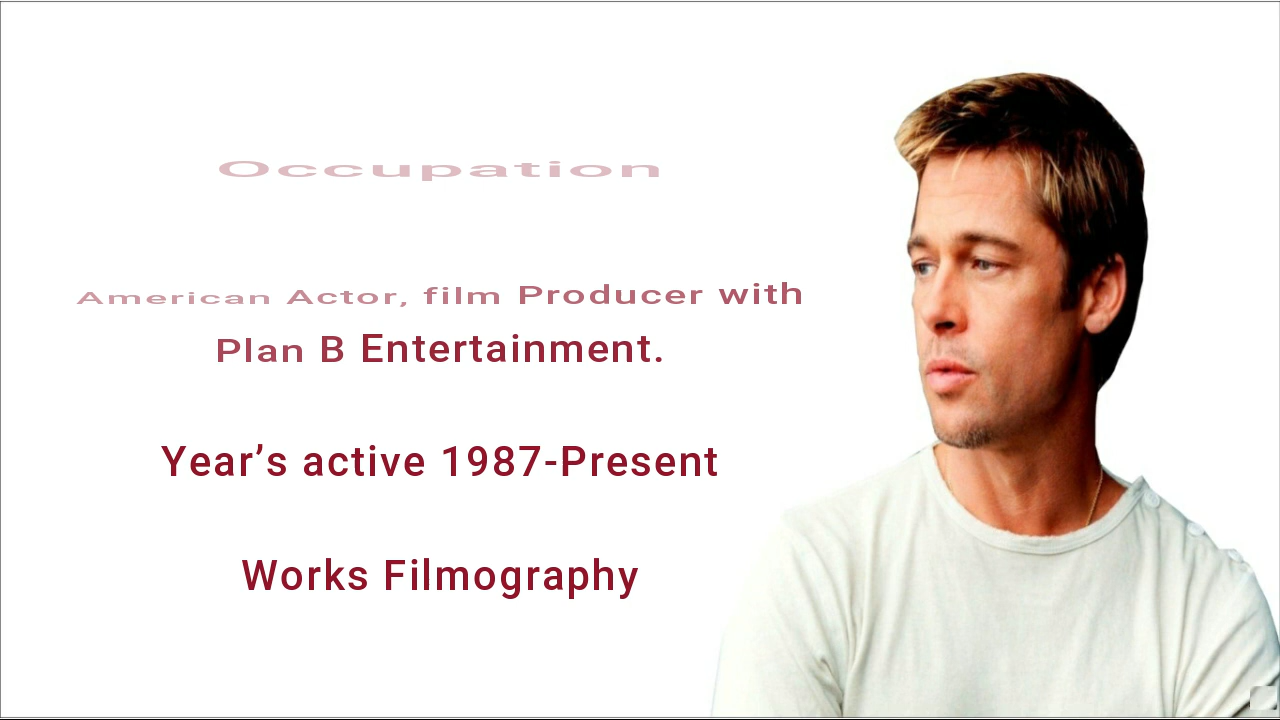 Occupation
American Actor, film Producer with
Plan B Entertainment.
Year’s active 1987-Present
Works Filmography